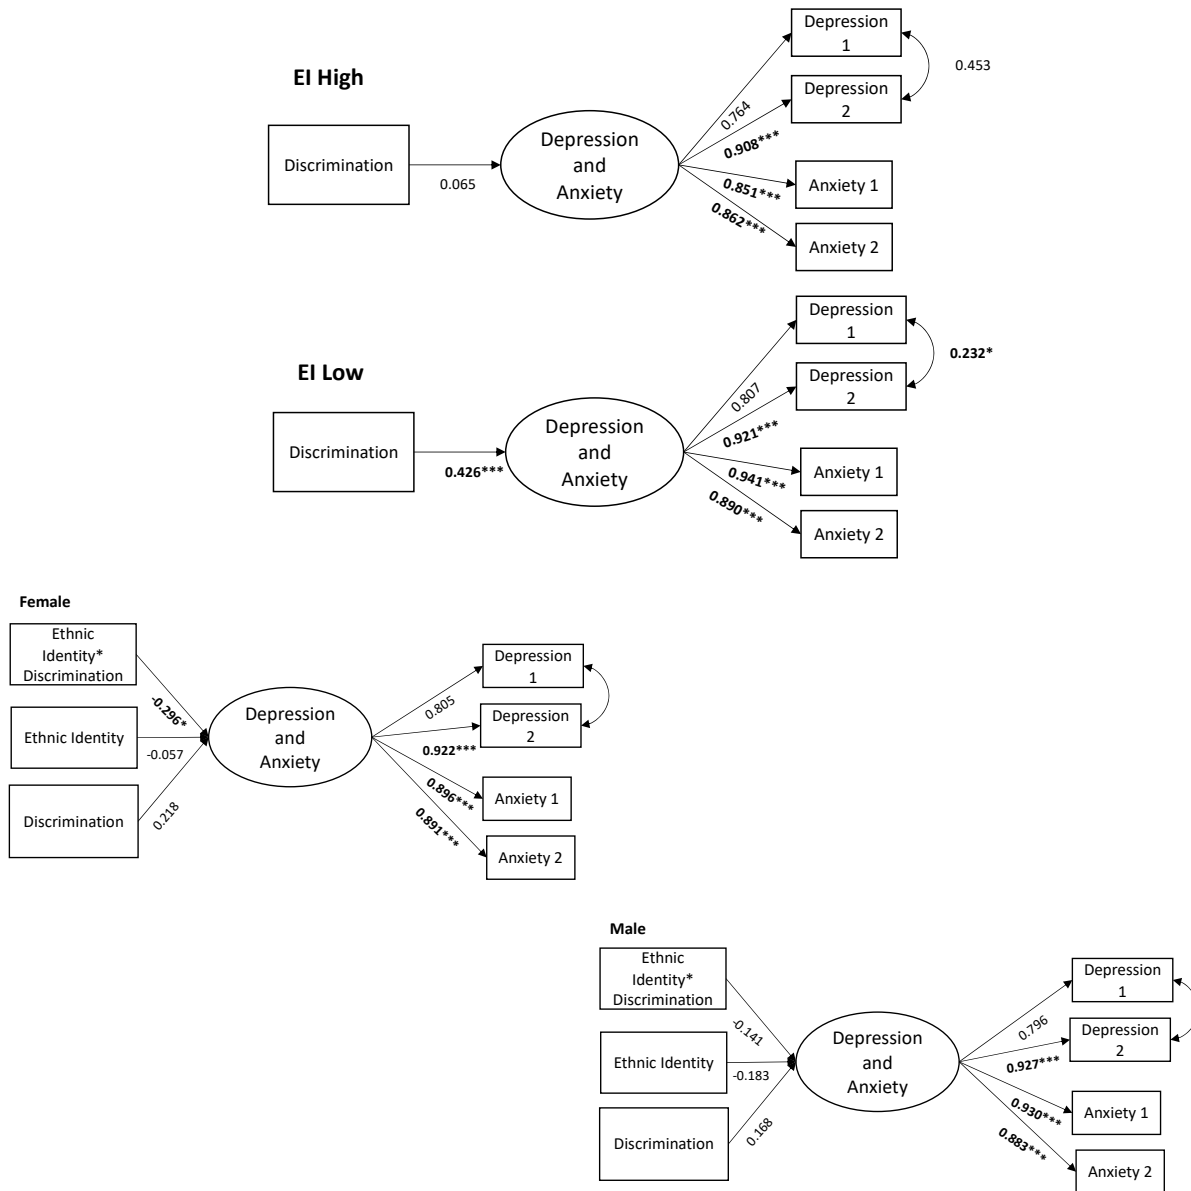 EI High
Discrimination
0.065
Depression
and
Anxiety
0.764
0.908***
0.851***
0.862***
Depression
1
Depression
2
Anxiety 1
Anxiety 2
0.453
EI Low
Discrimination
0.426***
Depression
and
Anxiety
0.807
0.921***
0.941***
0.890***
Depression
1
Depression
2
Anxiety 1
Anxiety 2
0.232*
Female
Ethnic
Identity*
Discrimination
Ethnic Identity
Discrimination
-0.296*
-0.057
0.218
Depression
and
Anxiety
0.805
0.922***
0.896***
0.891***
Depression
1
Depression
2
Anxiety 1
Anxiety 2
Male
Ethnic
Identity*
Discrimination
Ethnic Identity
Discrimination
-0.141
-0.183
0.168
Depression
and
Anxiety
0.796
0.927***
0.930***
0.883***
Depression
1
Depression
2
Anxiety 1
Anxiety 2